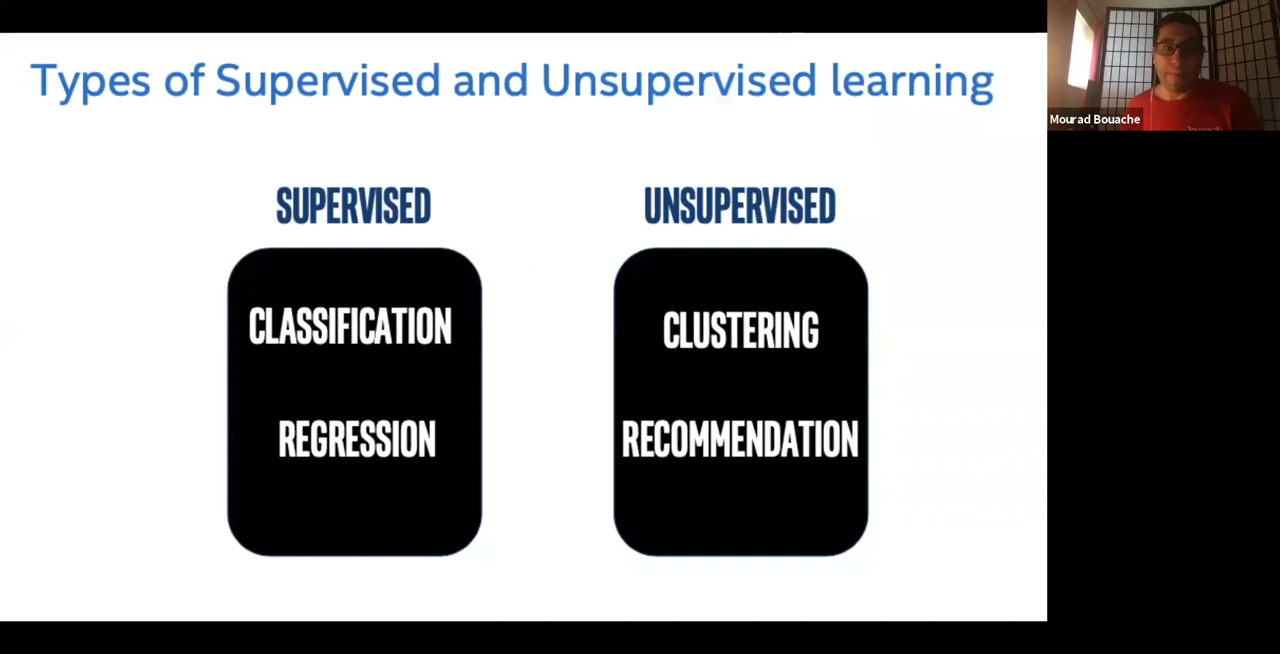 Types of Supervised and Unsupervised learning
SUPERVISED
CLASSIFICATION
REGRESSION
UNSUPERVISED
CLUSTERING
RECOMMENDATION
Mourad Bouache